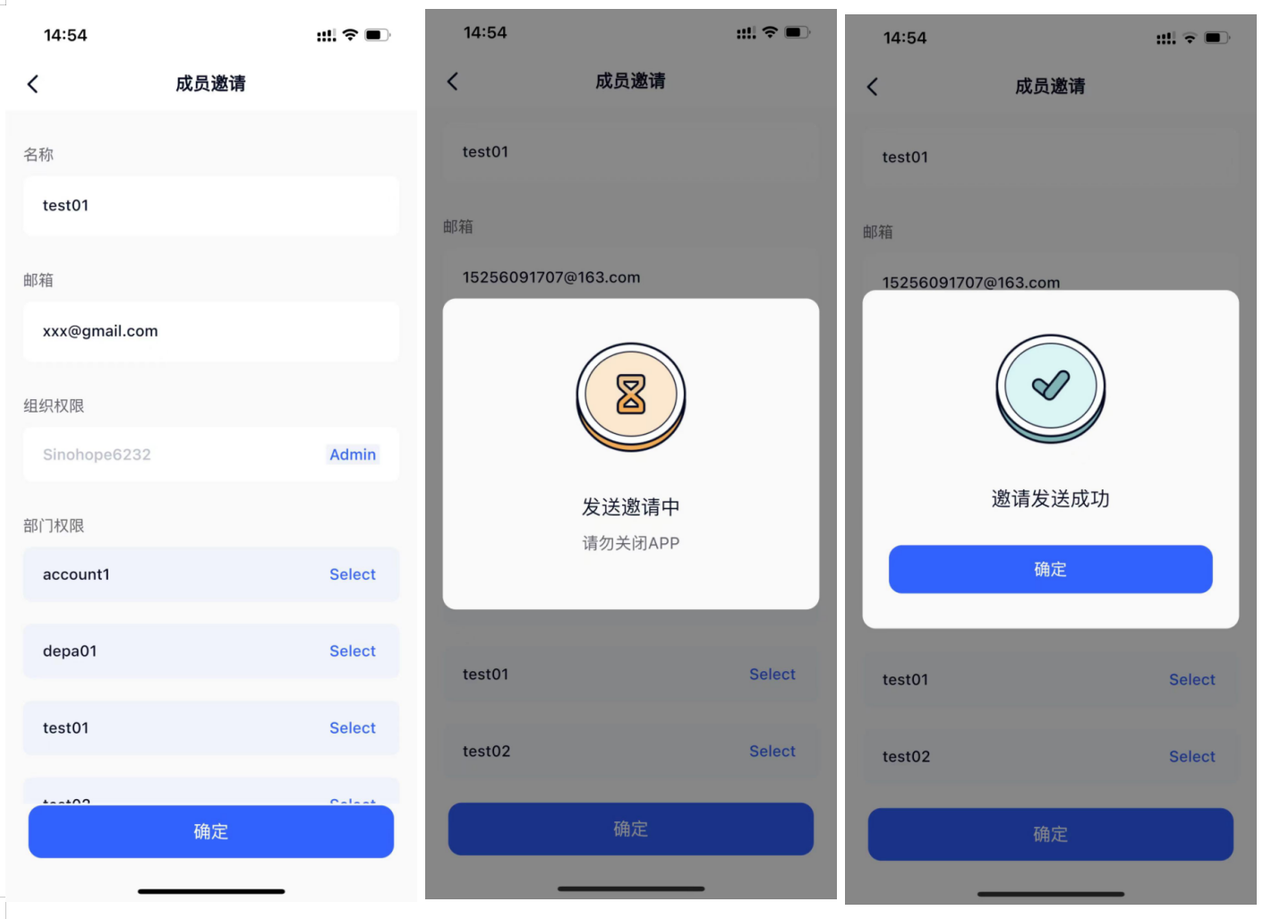 14:54
成员邀请
名称
test01
邮箱
xxx@gmail.com
组织权限
Sinohope6232
Admin
部门权限
account1
Select
depa01
Select
test01
Select
test02
Select
确定
14:54
成员邀请
test01
邮箱
15256091707@163.com
发送邀请中
请勿关闭APP
test01
Select
test02
Select
确定
14:54
成员邀请
test01
邮箱
15256091707@163.com
邀请发送成功
确定
test01
Select
test02
Select
确定